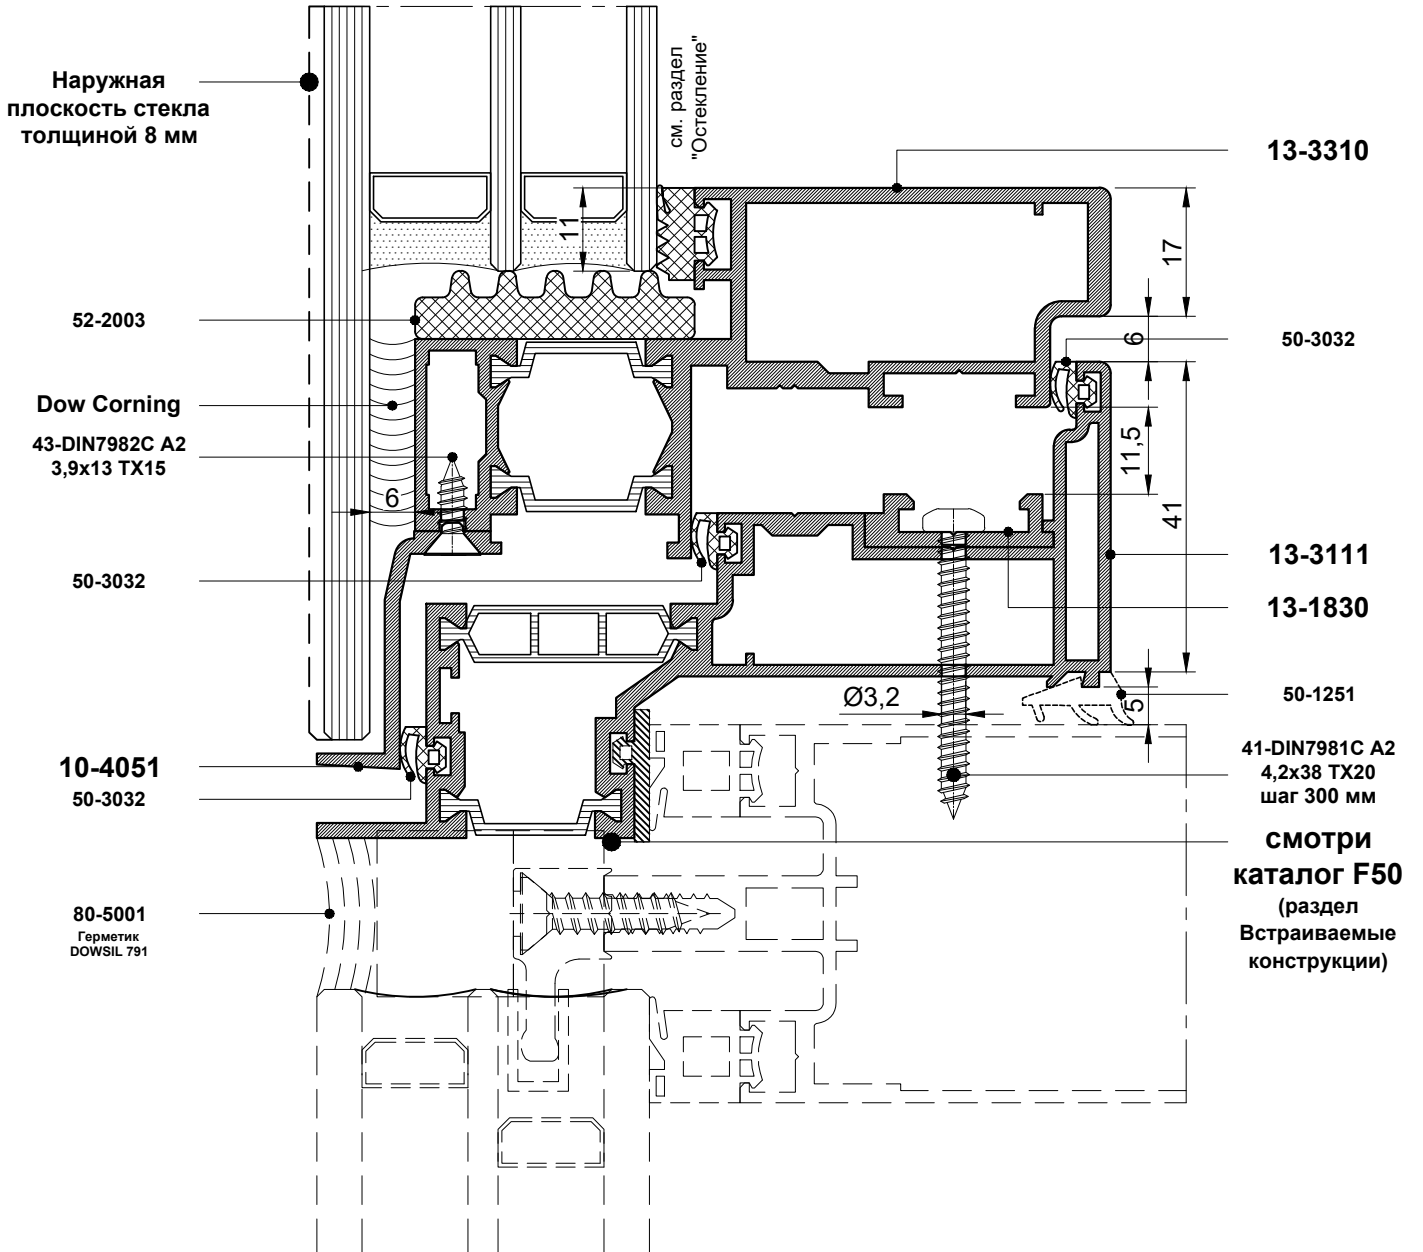 Наружная
плоскость стекла
толщиной 8 мм
см. раздел
"Остекление"
13-3310
11
17
52-2003
6
50-3032
Dow Corning
43-DIN7982C A2
3,9x13 TX15
11,5
6
41
13-3111
50-3032
13-1830
Ø3,2
5
50-1251
10-4051
50-3032
41-DIN7981C A2
4,2x38 TX20
шаг 300 мм
смотри
каталог F50
(раздел
Встраиваемые
конструкции)
80-5001
Герметик
DOWSIL 791